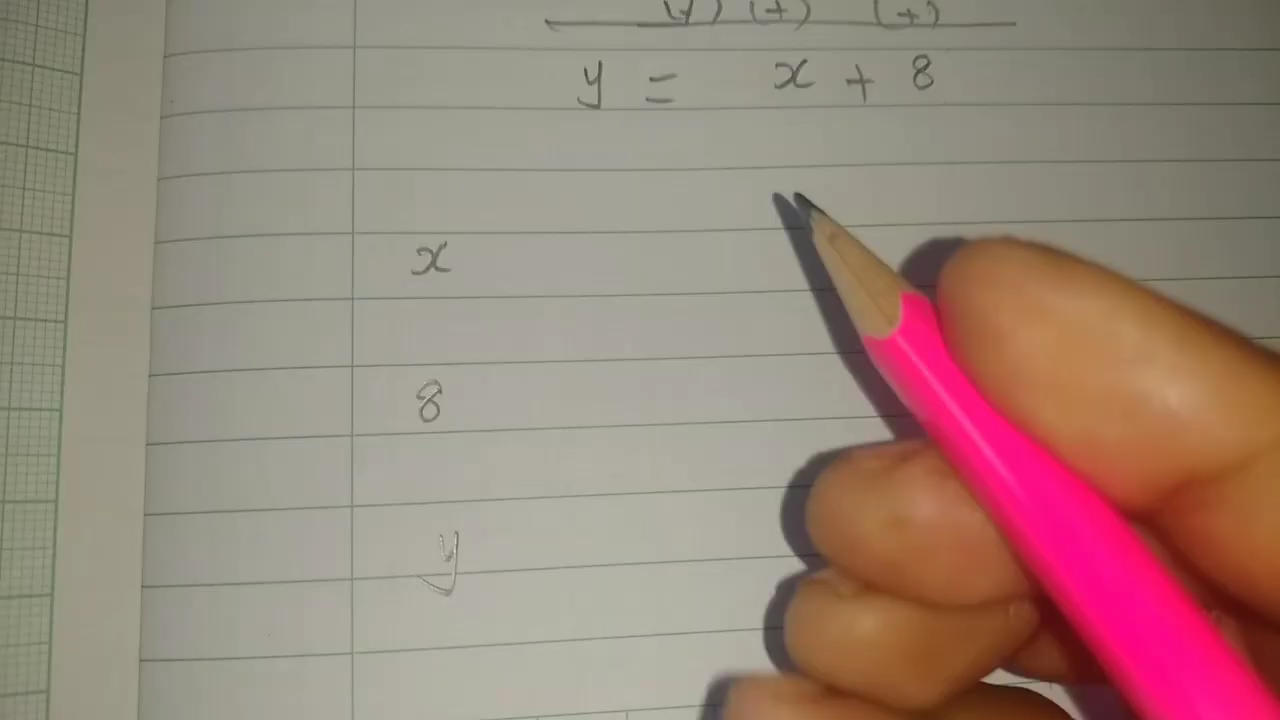 y = x + 8
x
8
y